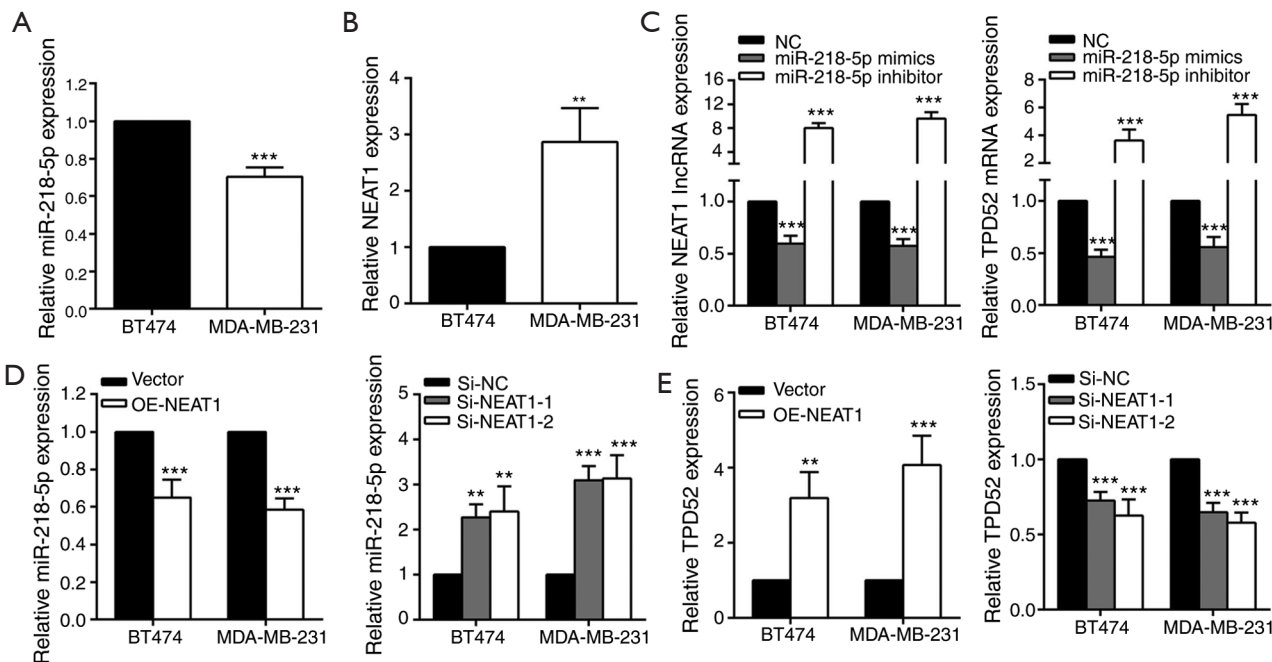 A
Relative miR-218-5p expression
1.2
1.0
0.8
0.6
0.4
0.2
0.0
***
BT474
MDA-MB-231
B
Relative NEAT1 expression
4
3
2
1
0
**
BT474
MDA-MB-231
C
NC
miR-218-5p mimics
miR-218-5p inhibitor
Relative NEAT1 lncRNA expression
16
12
8
4
1.0
0.5
0.0
***
***
***
***
BT474
MDA-MB-231
NC
miR-218-5p mimics
miR-218-5p inhibitor
Relative TPD52 mRNA expression
8
6
4
2
1.0
0.5
0.0
***
***
***
***
BT474
MDA-MB-231
D
Vector
OE-NEAT1
Relative miR-218-5p expression
1.2
1.0
0.8
0.6
0.4
0.2
0.0
***
***
BT474
MDA-MB-231
Si-NC
Si-NEAT1-1
Si-NEAT1-2
Relative miR-218-5p expression
5
4
3
2
1
0
**
**
***
***
BT474
MDA-MB-231
E
Vector
OE-NEAT1
Relative TPD52 expression
6
4
2
0
**
***
BT474
MDA-MB-231
Si-NC
Si-NEAT1-1
Si-NEAT1-2
Relative TPD52 expression
1.5
1.0
0.5
0.0
***
***
***
***
BT474
MDA-MB-231